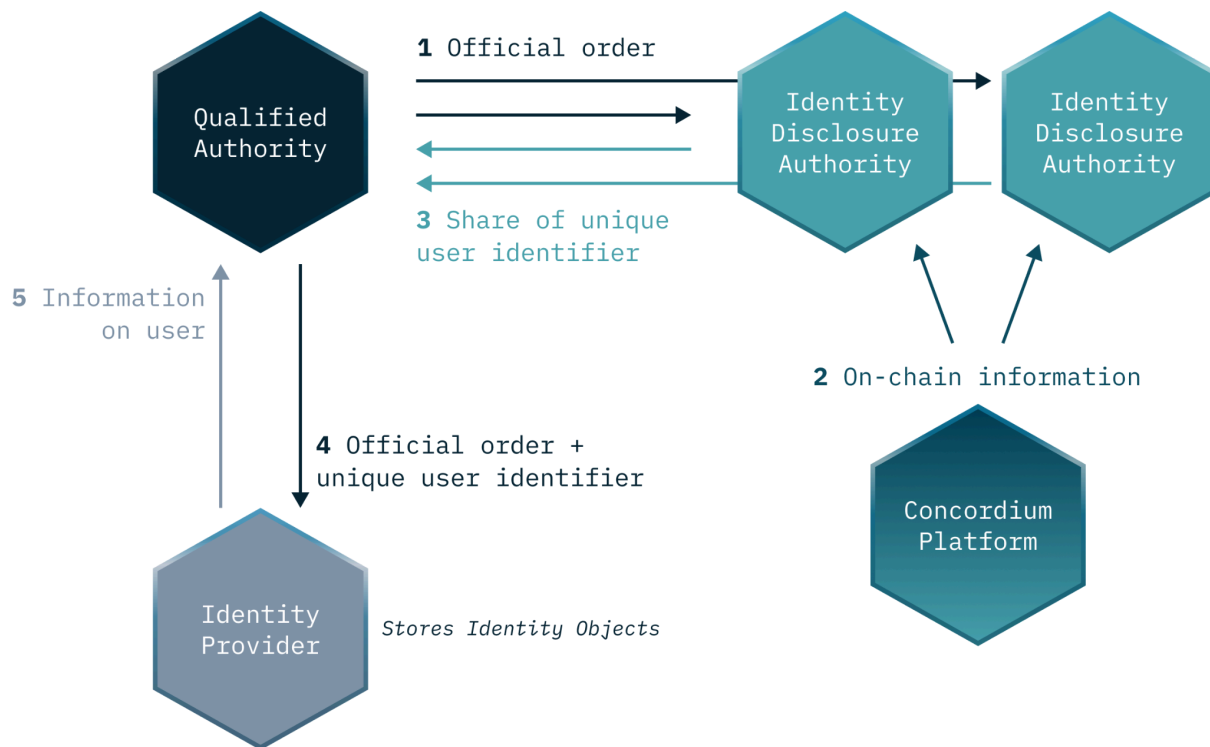 1 Official order
Qualified
Authority
Identity
Disclosure
Authority
Identity
Disclosure
Authority
3 Share of unique
user identifier
5 Information
on user
2 On-chain information
4 Official order +
unique user identifier
Concordium
Platform
Identity
Provider
Stores Identity Objects